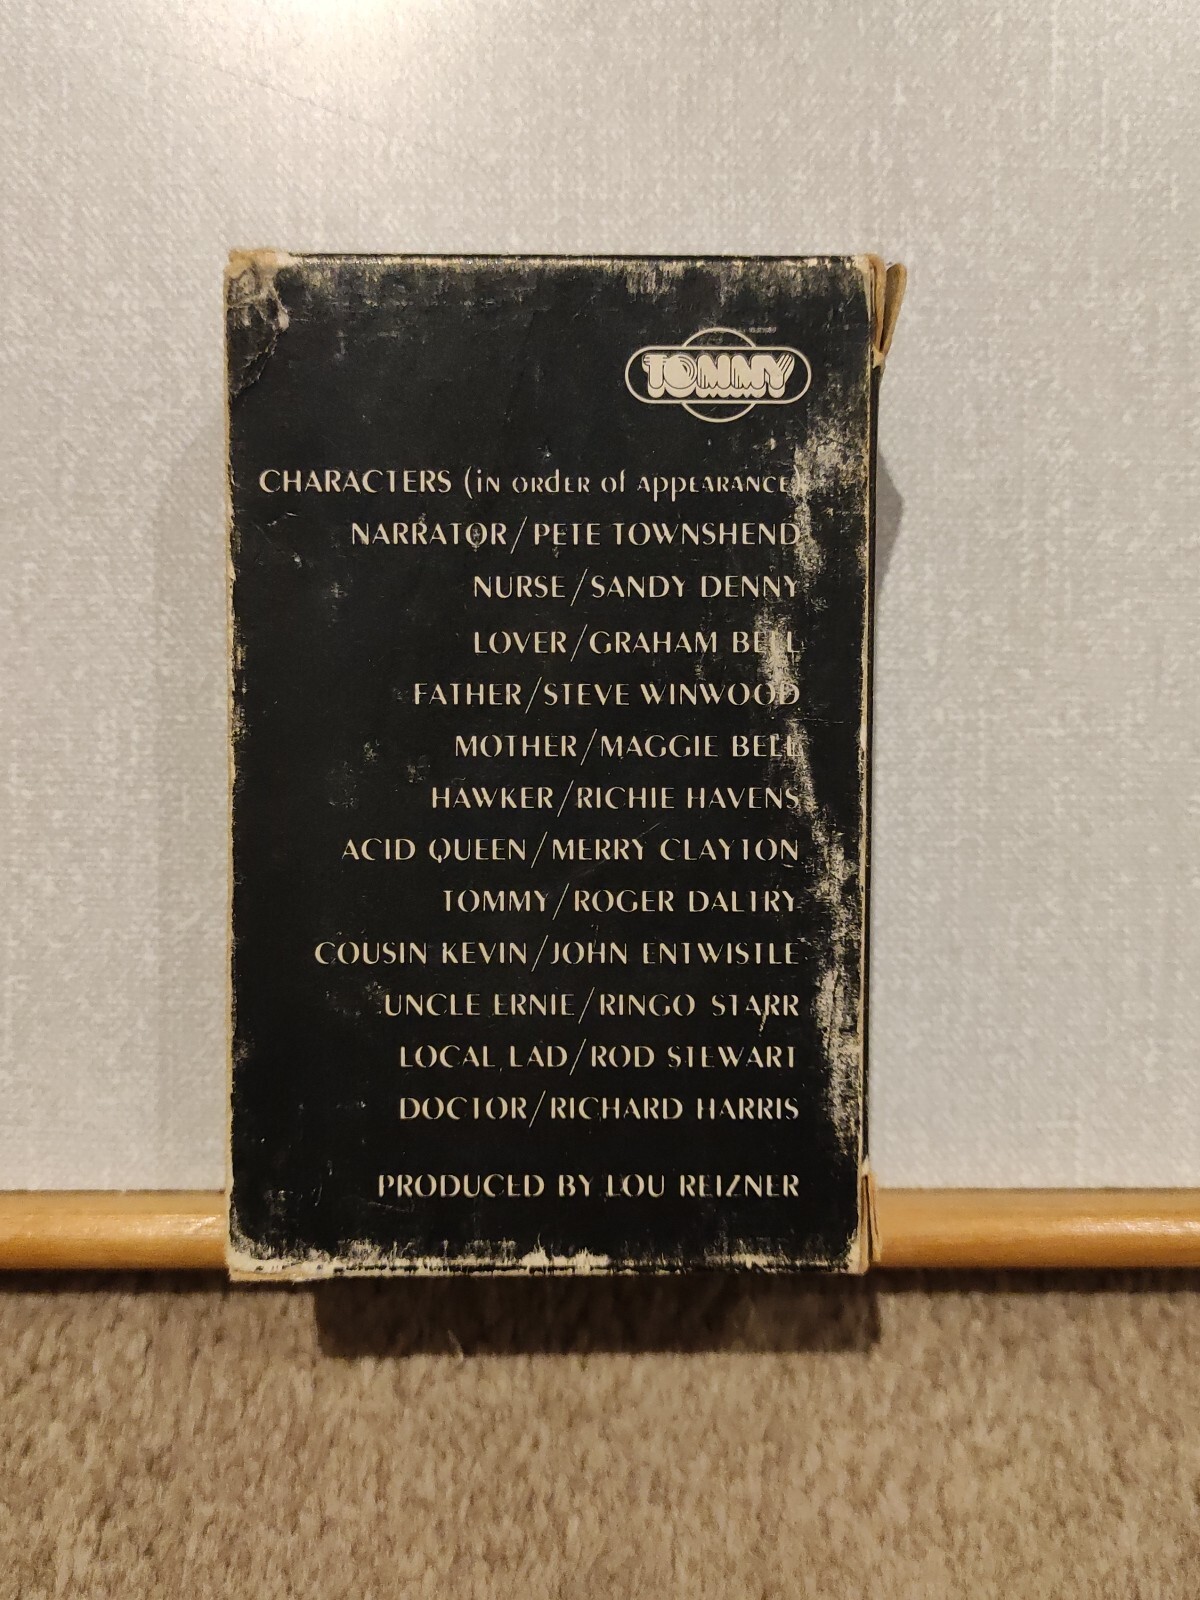 TOMMY
CHARACTERS (in order of appearance)
NARRATOR/PETE TOWNSHEND
NURSE/SANDY DENNY
LOVER/GRAHAM BELL
FATHER/STEVE WINWOOD
MOTHER/MAGGIE BELL
HAWKER/RICHIE HAVENS
ACID QUEEN/MERRY CLAYTON
TOMMY/ROGER DALTRY
COUSIN KEVIN/JOHN ENTWISTLE
UNCLE ERNIE/RINGO STARR
LOCAL LAD/ROD STEWART
DOCTOR/RICHARD HARRIS
PRODUCED BY LOU REIZNER